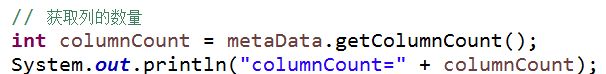 // 获取列的数量
int columnCount = metaData.getColumnCount();
System.out.println("columnCount=" + columnCount);